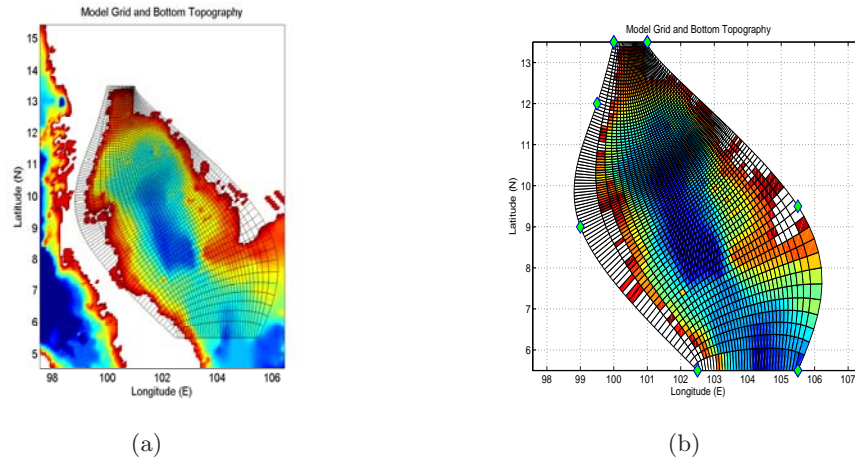 Model Grid and Bottom Topography
15
14
13
12
11
10
9
8
7
6
5
Latitude (N)
98 100 102 104 106
Longitude (E)
(a)
Model Grid and Bottom Topography
13
12
11
10
9
8
7
6
Latitude (N)
98 99 100 101 102 103 104 105 106 107
Longitude (E)
(b)